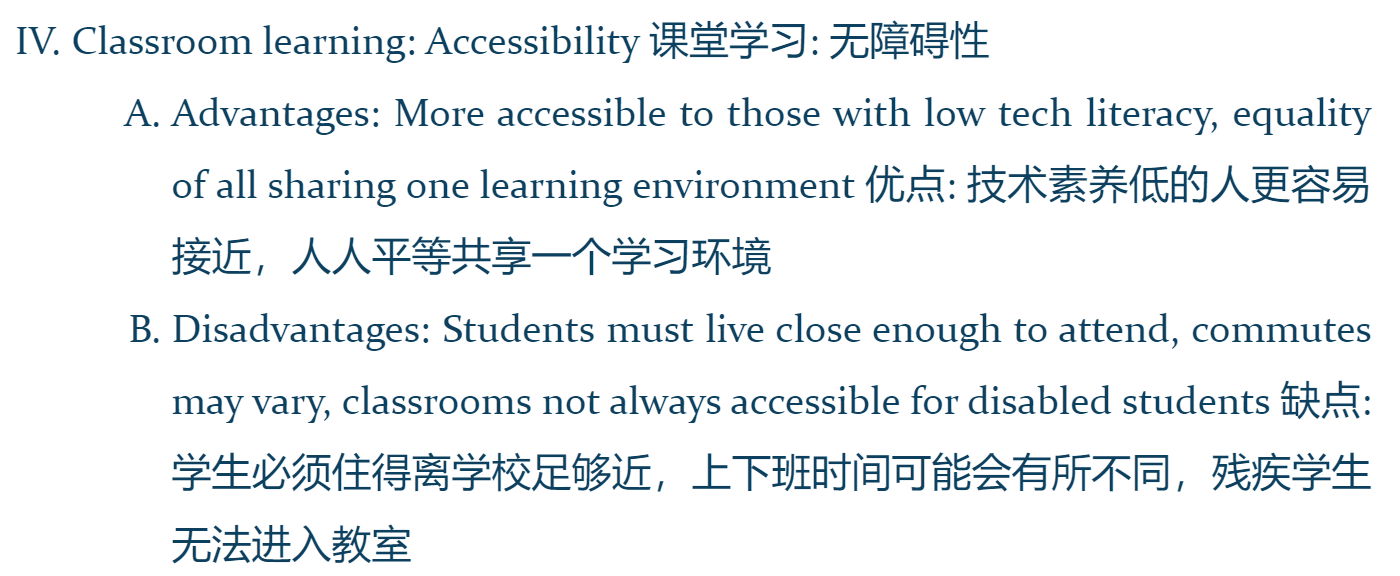 IV. Classroom learning: Accessibility 课堂学习: 无障碍性
A. Advantages: More accessible to those with low tech literacy, equality
of all sharing one learning environment 优点: 技术素养低的人更容易
接近，人人平等共享一个学习环境
B. Disadvantages: Students must live close enough to attend, commutes
may vary, classrooms not always accessible for disabled students 缺点:
学生必须住得离学校足够近，上下班时间可能会有所不同，残疾学生
无法进入教室